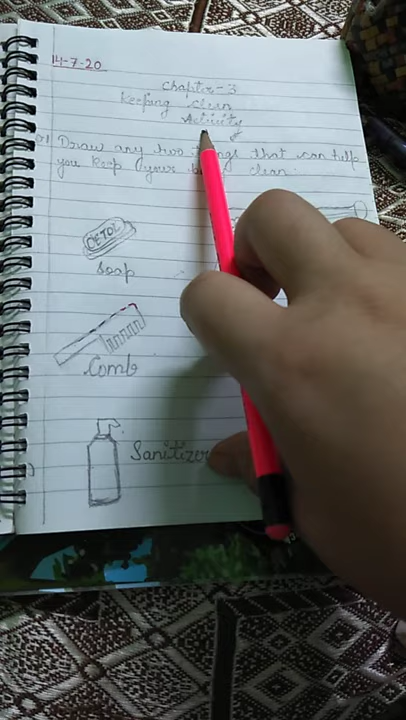 14-7-20
Chapter-3
Keeping clean
Activity
Q1 Draw any two things that can help
you keep your clean.
DETOL
Soap
Comb
Sanitizer